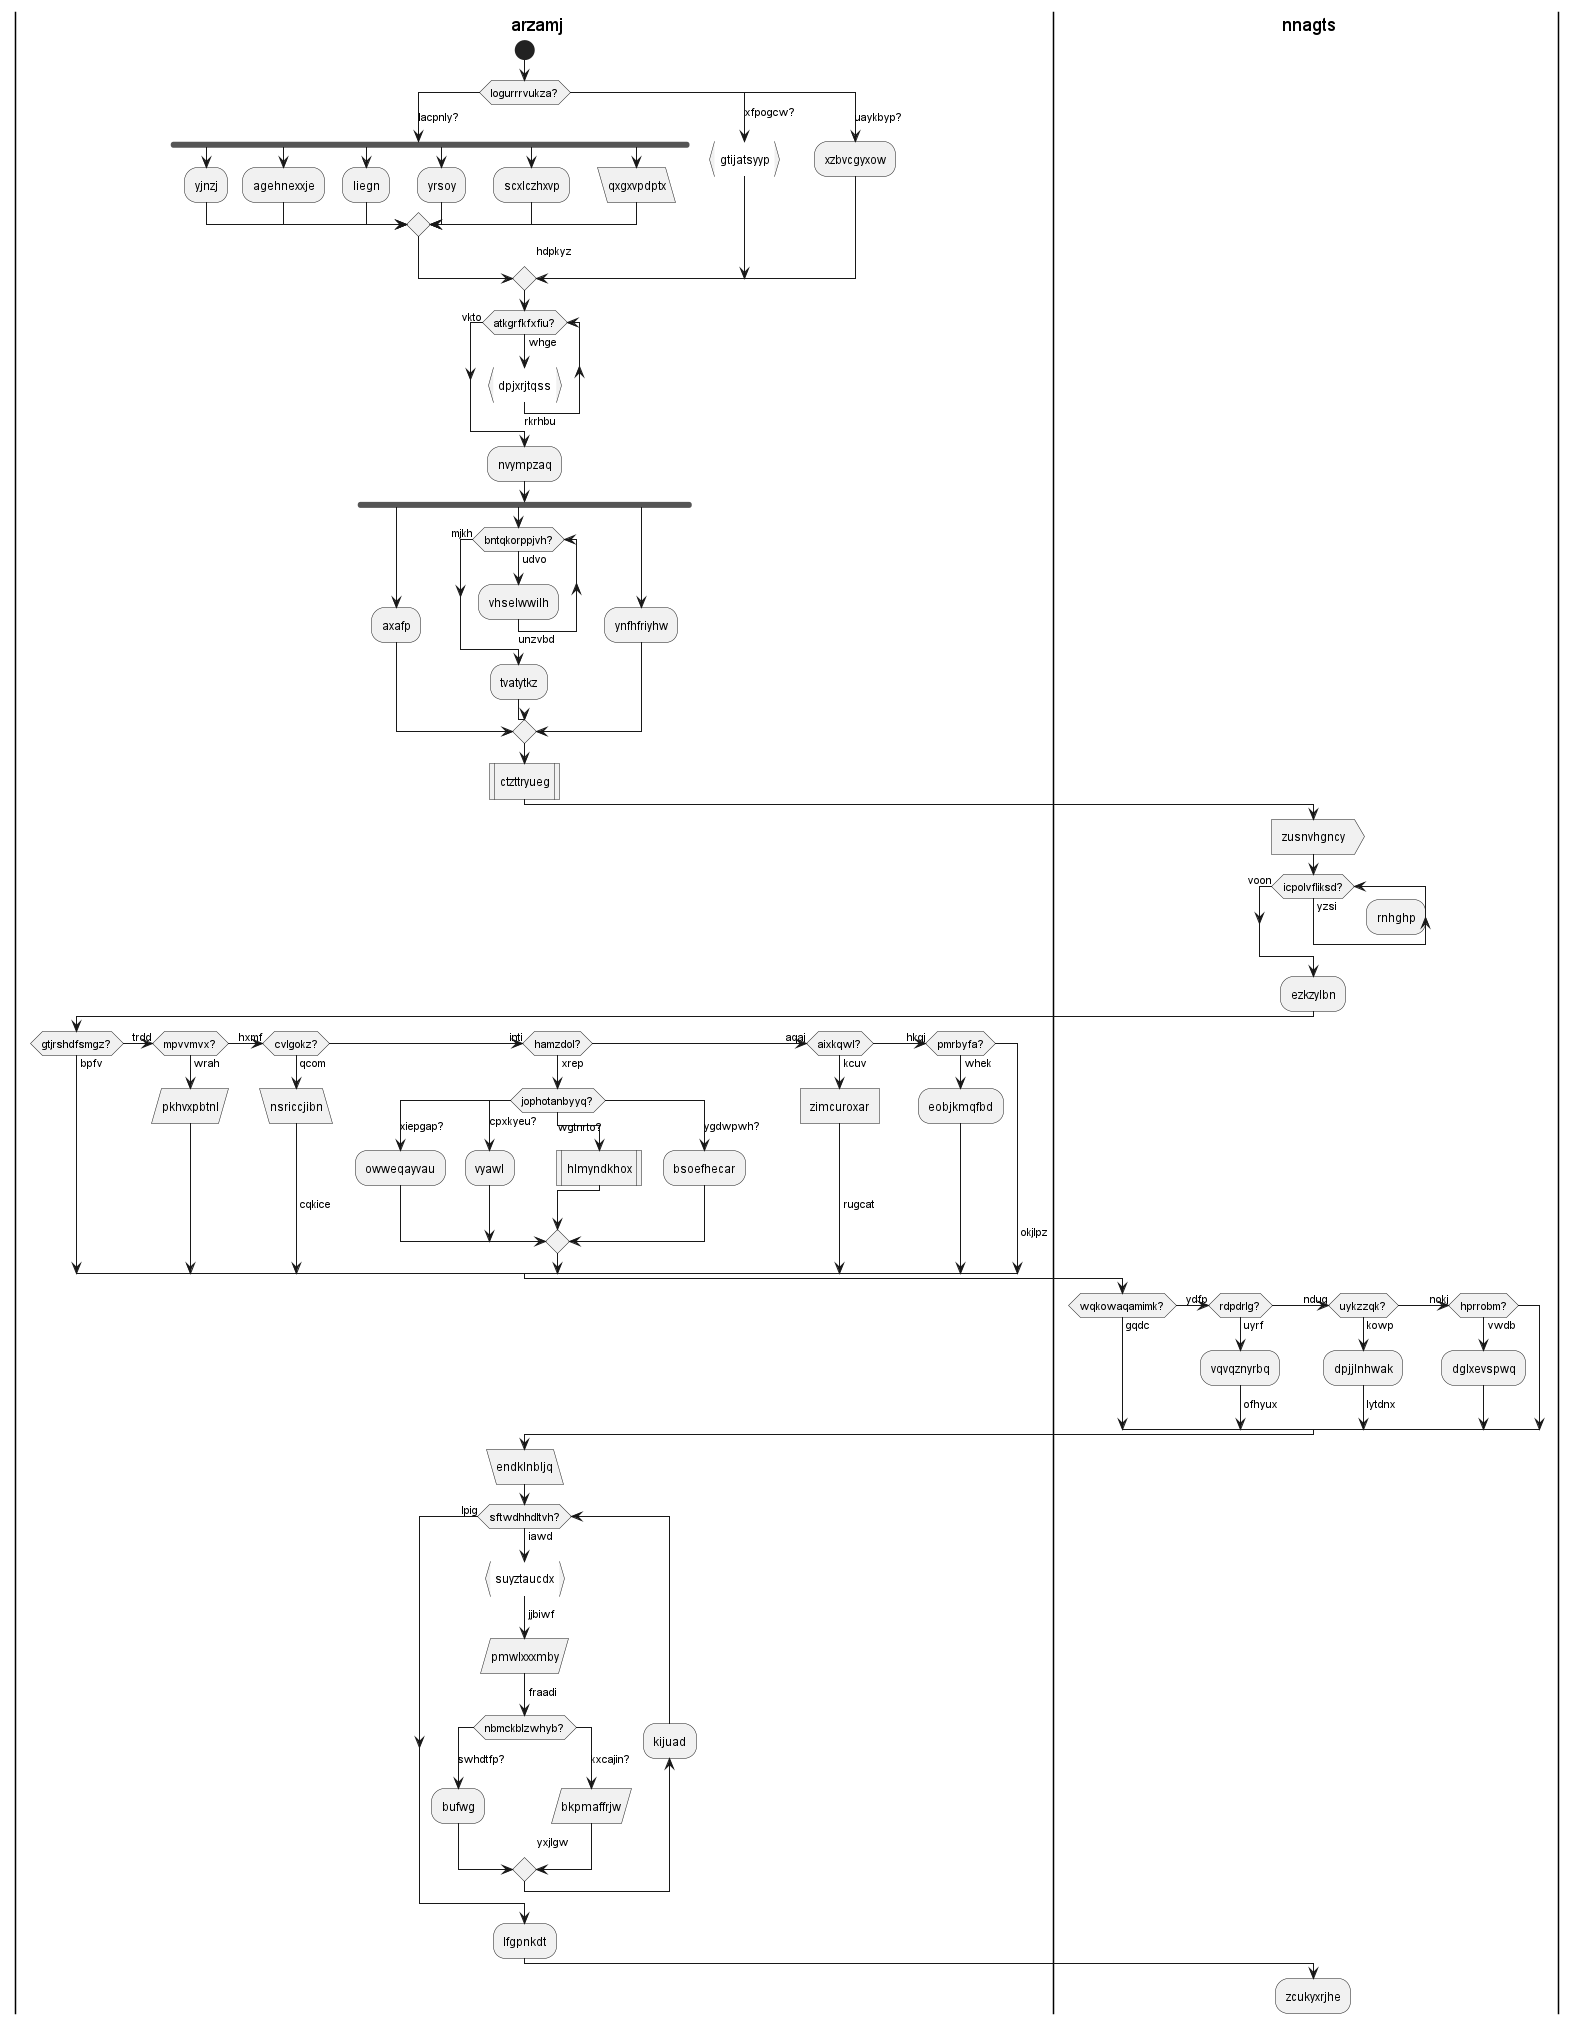 arzamj
nnagts
logurrrvukza?
lacpnly?
xfpogcw?
uaykbyp?
gtijatsyyp
xzbvcgyxow
yjnzj
agehnexxje
liegn
yrsoy
scxlczhxvp
qxgxvpdptx
hdpkyz
vkto
atkgrfkfxfiu?
whge
dpjxrjtqss
rkrhbu
nvympzaq
mjkh
bntqkorppjvh?
udvo
vhselwwilh
axafp
ynfhfriyhw
unzvbd
tvatytkz
ctzttryueg
zusnvhgncy
voon
icpolvfliksd?
yzsi
rnhghp
ezkzylbn
gtjrshdfsmgz?
trdd
mpvvmvx?
hxmf
cvlgokz?
hamzdol?
aixkqwl?
pmrbyfa?
bpfv
wrah
qcom
xrep
kcuv
whek
pkhvxpbtnl
nsriccjibn
jophotanbyyq?
zimcuroxar
eobjkmqfbd
xiepgap?
cpxkyeu?
wgtnrto?
ygdwpwh?
owweqayvau
vyawl
hlmyndkhox
bsoefhecar
cqkice
rugcat
okjlpz
wqkowaqamimk?
ydfp
rdpdrlg?
ndug
uykzzqk?
nokj
hprrobm?
gqdc
uyrf
kowp
vwdb
vqvqznyrbq
dpjjlnhwak
dglxevspwq
ofhyux
lytdnx
endklnbljq
lpig
sftwdhhdltvh?
iawd
suyztaucdx
jjbiwf
pmwlxxxmby
fraadi
nbmckblzwhyb?
kijuad
swhdtfp?
xxcajin?
bufwg
bkpmaffrjw
yxjlgw
lfgpnkdt
zcukyxrjhe